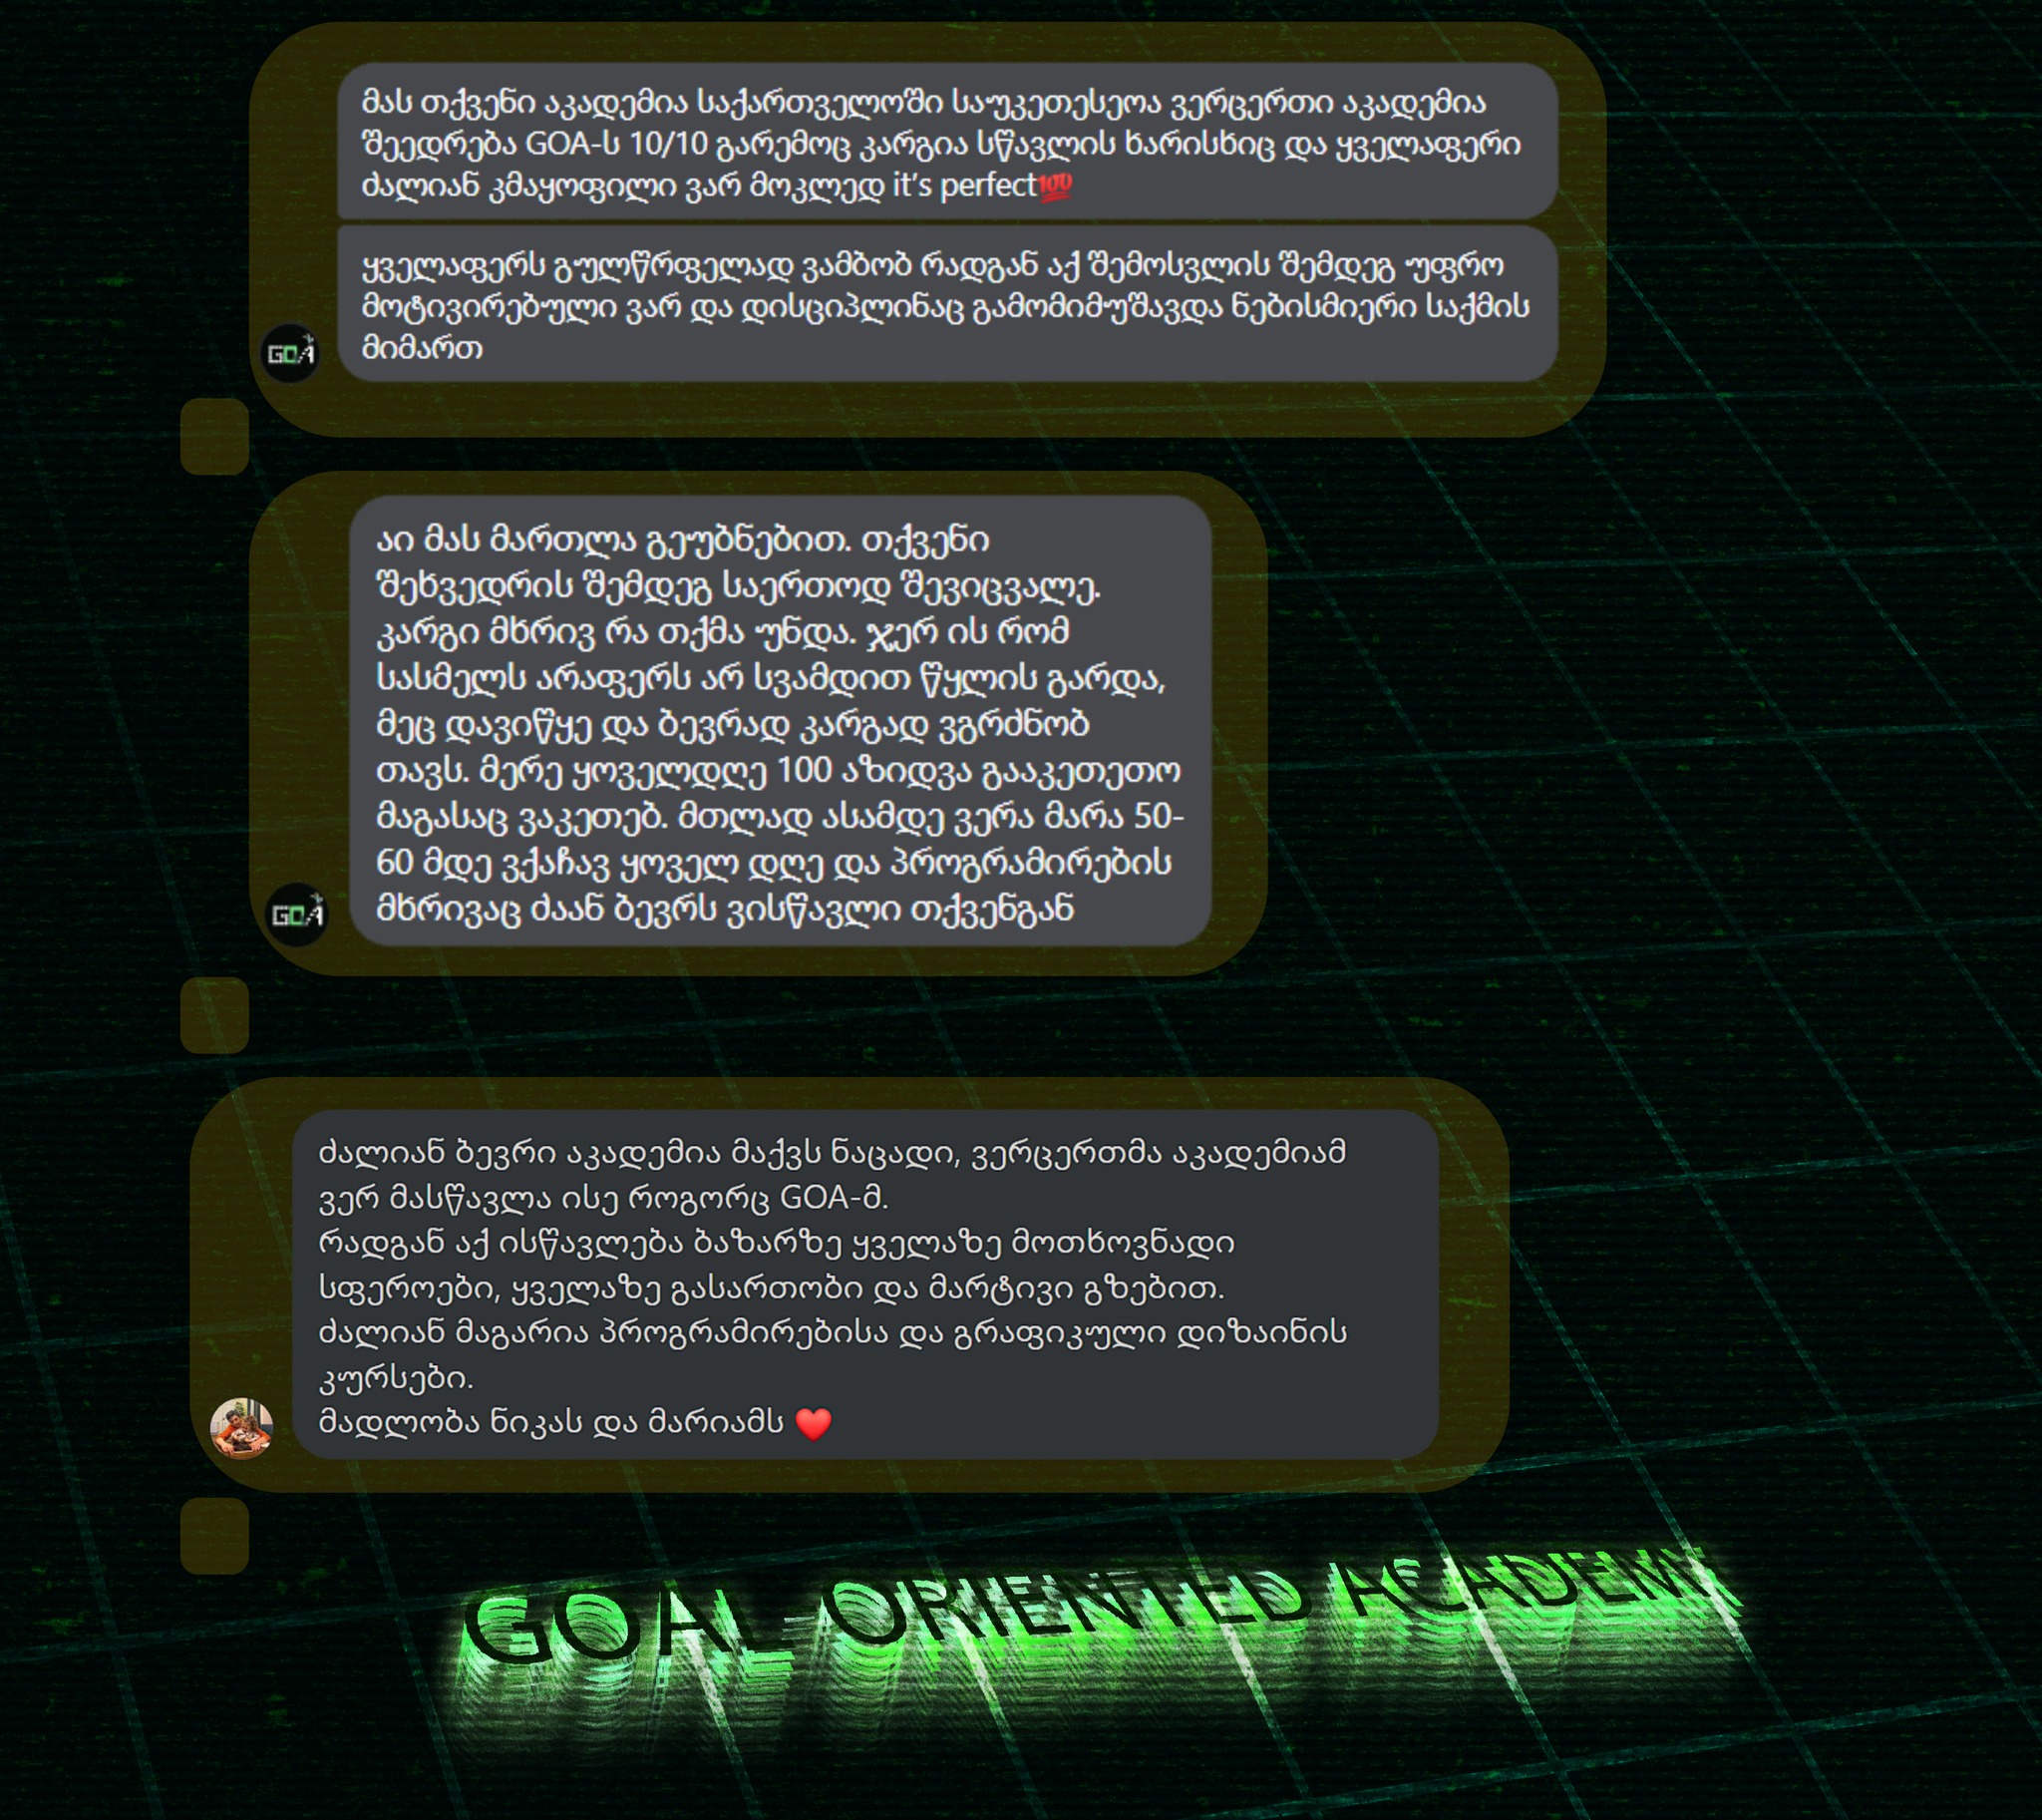 მას თქვენი აკადემია საქართველოში საუკეთესეოა ვერცერთი აკადემია
შეედრება GOA-ს 10/10 გარემოც კარგია სწავლის ხარისხიც და ყველაფერი
ძალიან კმაყოფილი ვარ მოკლედ it's perfect💯
ყველაფერს გულწრფელად ვამბობ რადგან აქ შემოსვლის შემდეგ უფრო
მოტივირებული ვარ და დისციპლინაც გამომიმუშავდა ნებისმიერი საქმის
მიმართ
GOA
აი მას მართლა გეუბნებით. თქვენი
შეხვედრის შემდეგ საერთოდ შევიცვალე.
კარგი მხრივ რა თქმა უნდა. ჯერ ის რომ
სასმელს არაფერს არ სვამდით წყლის გარდა,
მეც დავიწყე და ბევრად კარგად ვგრძნობ
თავს. მერე ყოველდღე 100 აზიდვა გააკეთეთო
მაგასაც ვაკეთებ. მთლად ასამდე ვერა მარა 50-
60 მდე ვქაჩავ ყოველ დღე და პროგრამირების
მხრივაც ძაან ბევრს ვისწავლი თქვენგან
GOA
ძალიან ბევრი აკადემია მაქვს ნაცადი, ვერცერთმა აკადემიამ
ვერ მასწავლა ისე როგორც GOA-მ.
რადგან აქ ისწავლება ბაზარზე ყველაზე მოთხოვნადი
სფეროები, ყველაზე გასართობი და მარტივი გზებით.
ძალიან მაგარია პროგრამირებისა და გრაფიკული დიზაინის
კურსები.
მადლობა ნიკას და მარიამს ❤️
GOAL ORIENTED ACADEMY